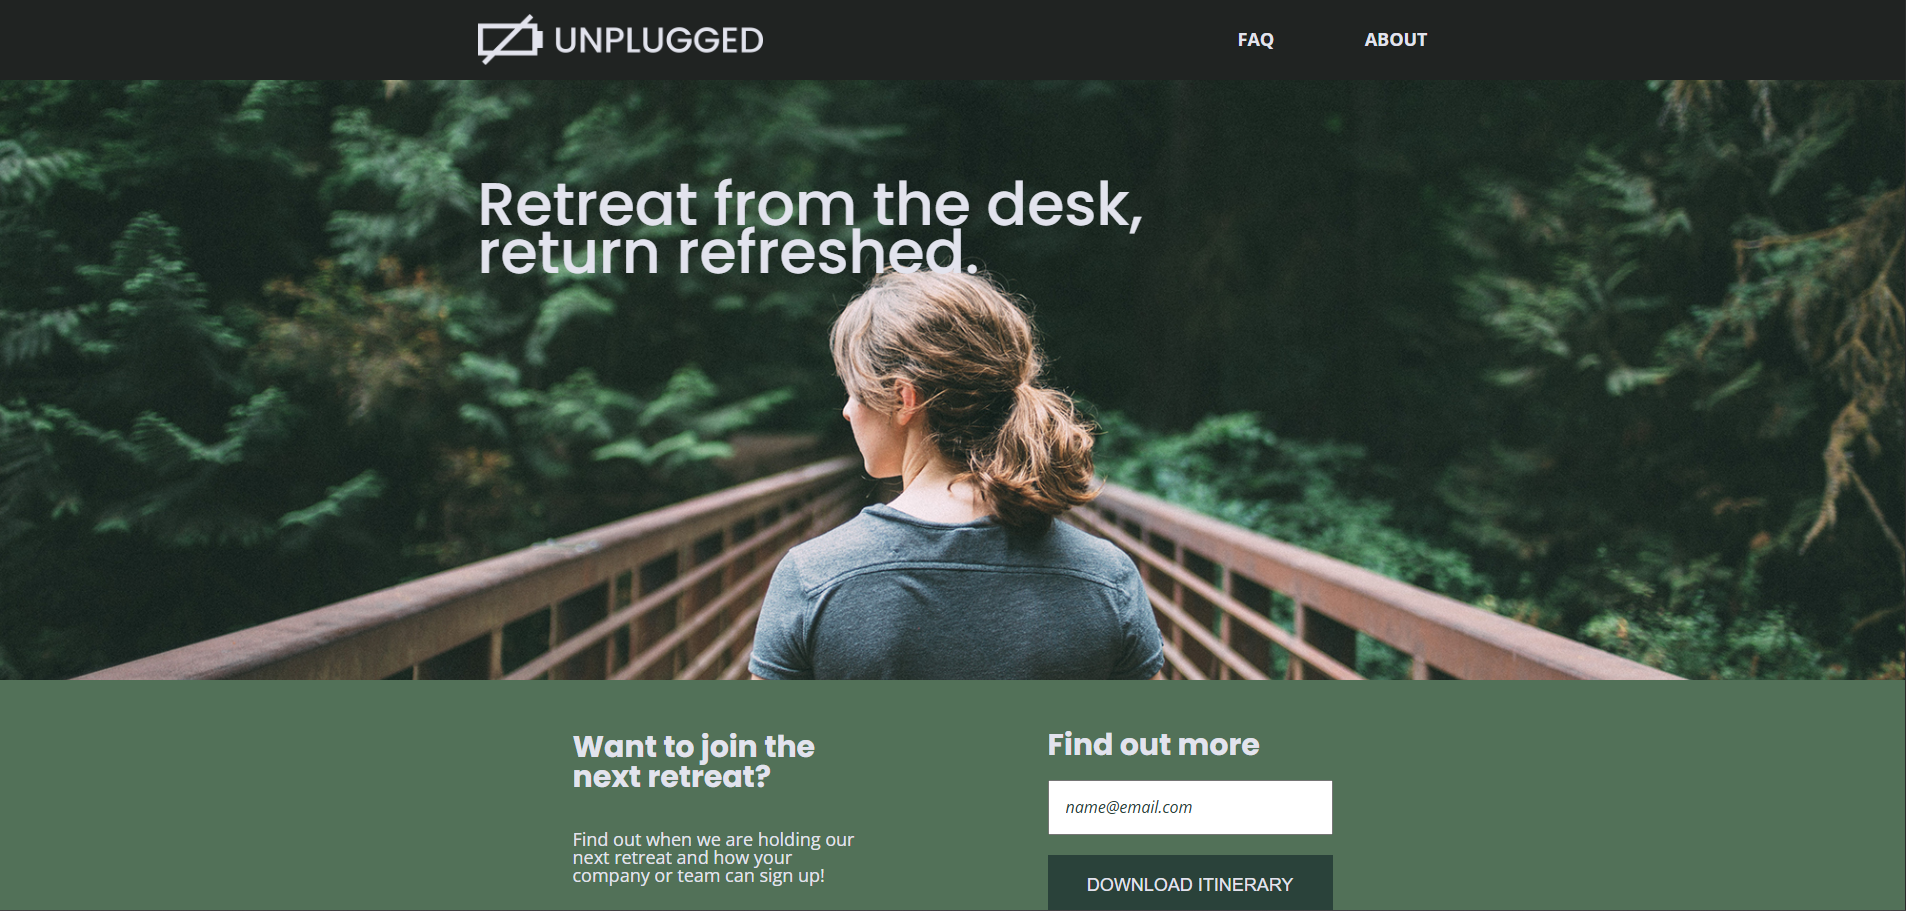 UNPLUGGED
FAQ
ABOUT
Retreat from the desk,
return refreshed.
Want to join the
next retreat?
Find out when we are holding our
next retreat and how your
company or team can sign up!
Find out more
name@email.com
DOWNLOAD ITINERARY